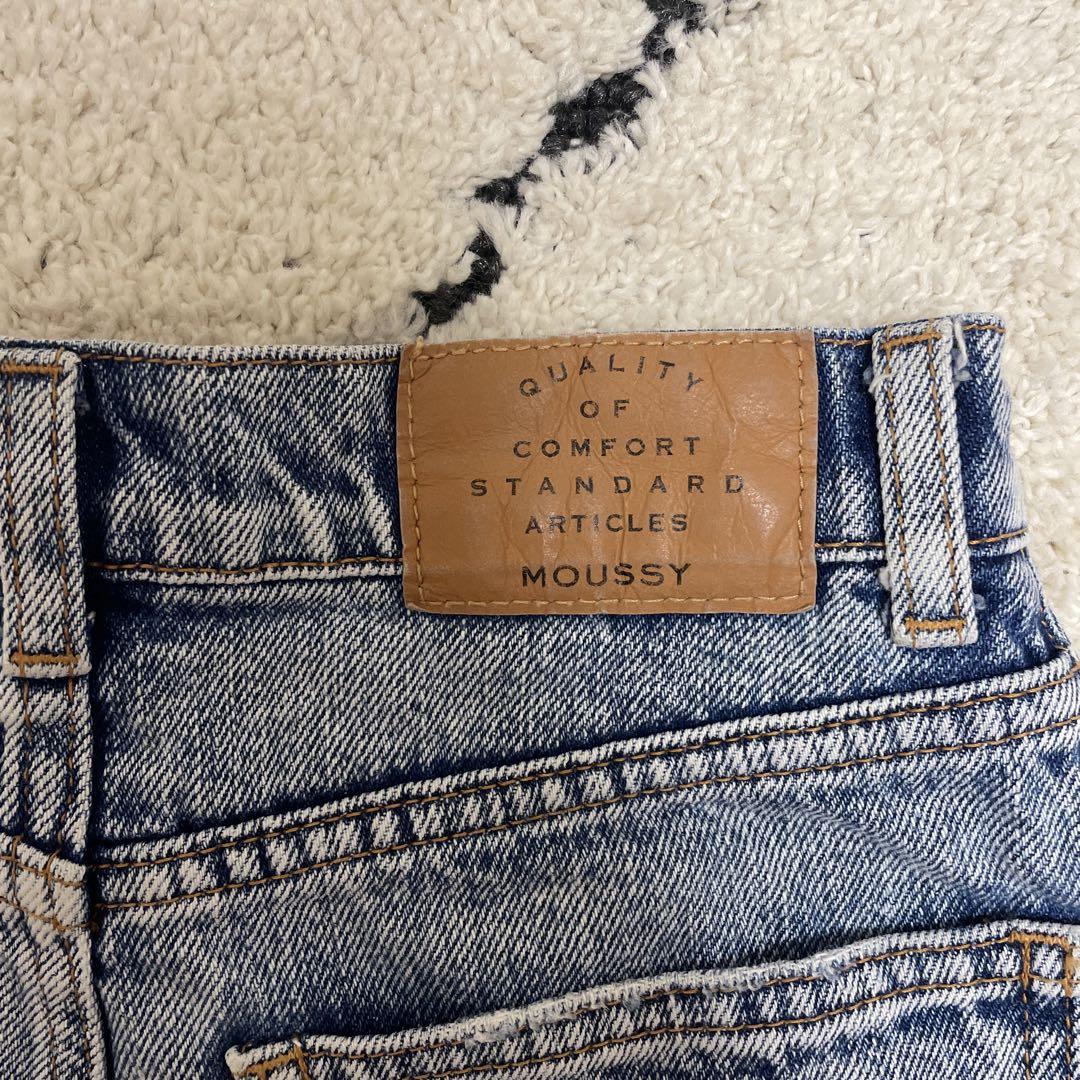 QUALITY
OF
COMFORT
STANDARD
ARTICLES
MOUSSY